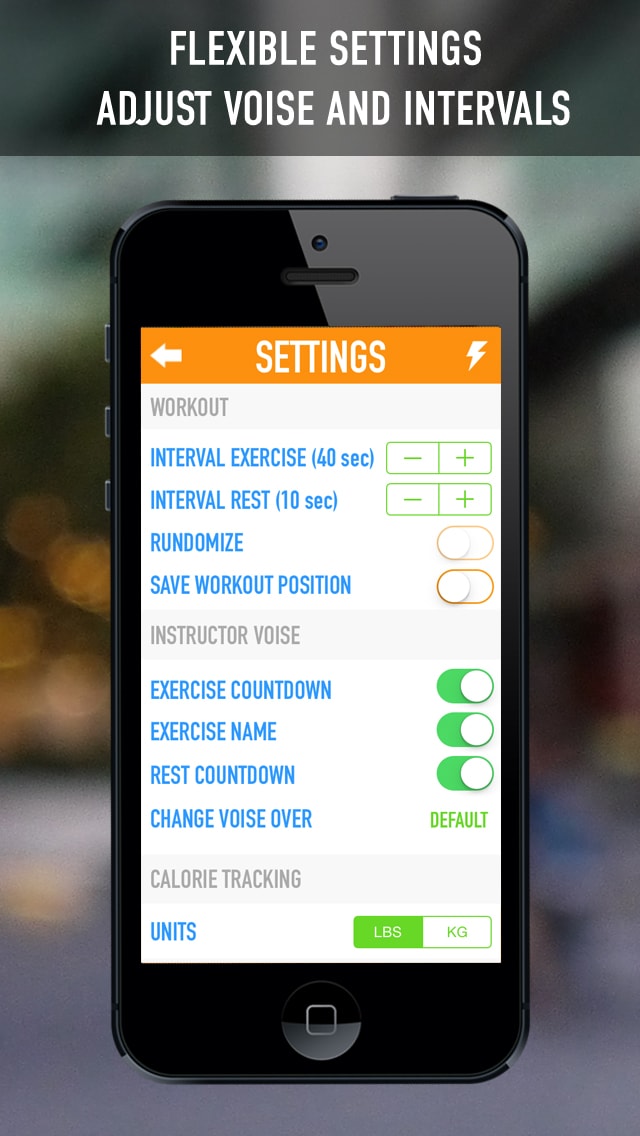 FLEXIBLE SETTINGS
ADJUST VOISE AND INTERVALS
SETTINGS
WORKOUT
INTERVAL EXERCISE (40 sec)
INTERVAL REST (10 sec)
RUNDOMIZE
SAVE WORKOUT POSITION
INSTRUCTOR VOISE
EXERCISE COUNTDOWN
EXERCISE NAME
REST COUNTDOWN
CHANGE VOISE OVER DEFAULT
CALORIE TRACKING
UNITS LBS KG